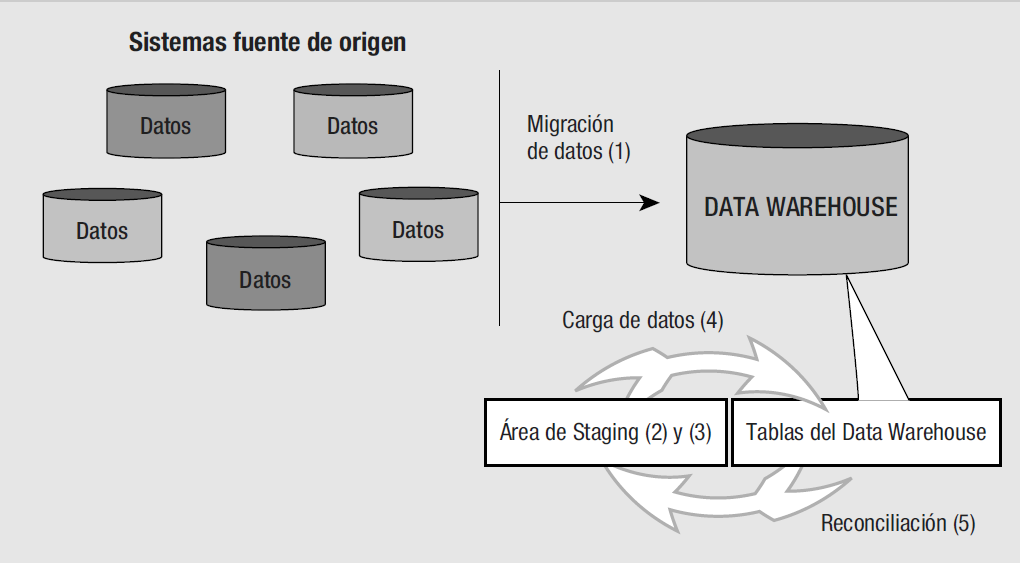 Sistemas fuente de origen
Datos
Datos
Datos
Datos
Datos
Migración
de datos (1)
DATA WAREHOUSE
Carga de datos (4)
Área de Staging (2) y (3)
Tablas del Data Warehouse
Reconciliación (5)